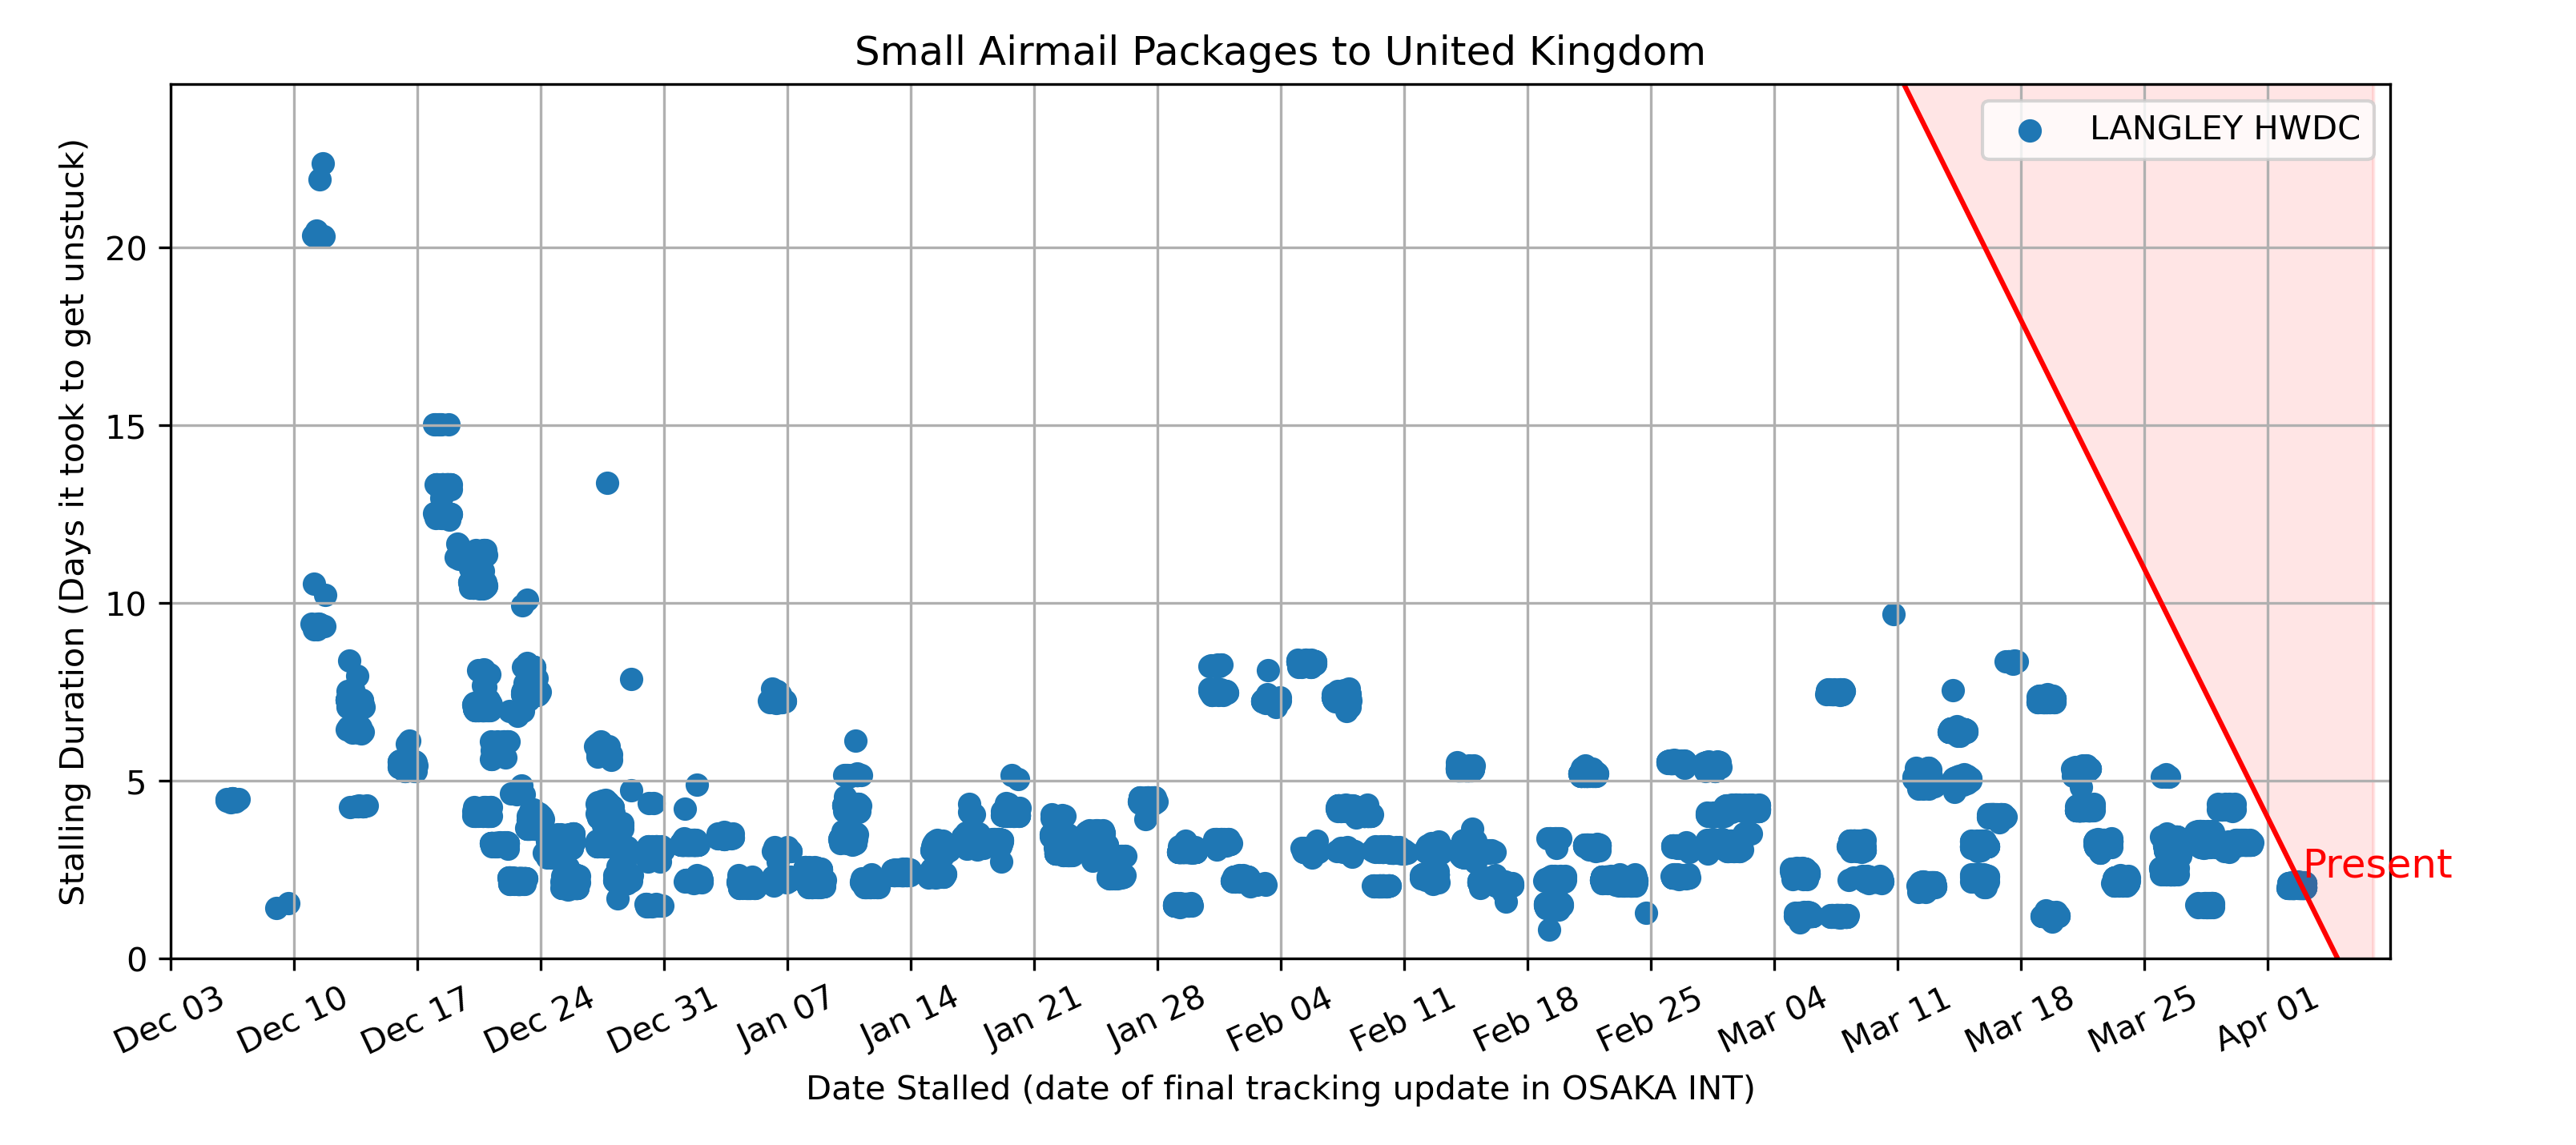 Small Airmail Packages to United Kingdom
LANGLEY HWDC
Stalling Duration (Days it took to get unstuck)
20
15
10
5
0
Present
Dec 03
Dec 10
Dec 17
Dec 24
Dec 31
Jan 07
Jan 14
Jan 21
Jan 28
Feb 04
Feb 11
Feb 18
Feb 25
Mar 04
Mar 11
Mar 18
Mar 25
Apr 01
Date Stalled (date of final tracking update in OSAKA INT)